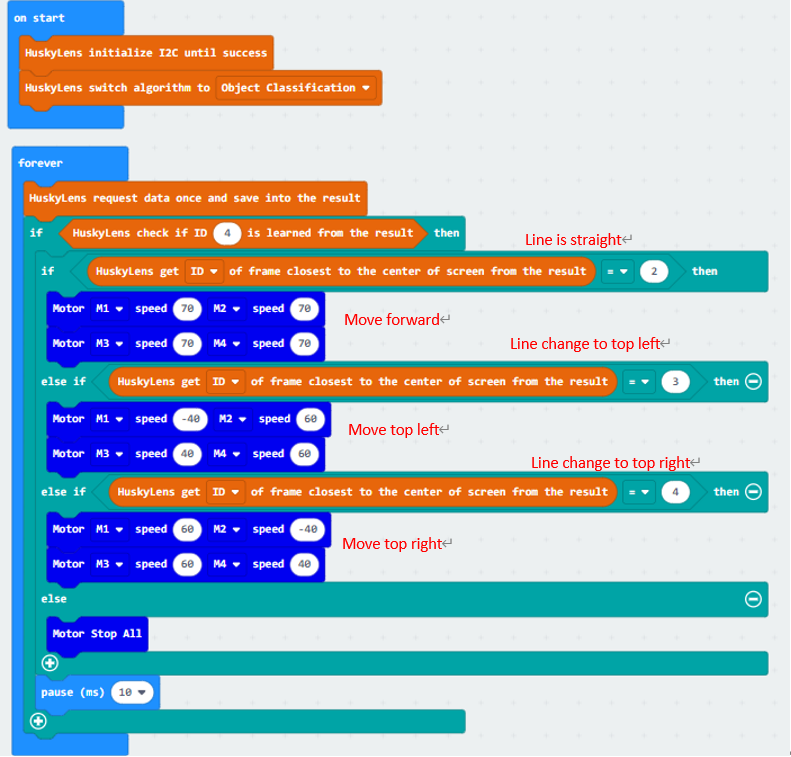 on start
HuskyLens initialize I2C until success
HuskyLens switch algorithm to Object Classification
forever
HuskyLens request data once and save into the result
if HuskyLens check if ID 4 is learned from the result then
Line is straight↵
if HuskyLens get ID of frame closest to the center of screen from the result = 2 then
Motor M1 speed 70 M2 speed 70
Move forward↵
Motor M3 speed 70 M4 speed 70
Line change to top left↵
else if HuskyLens get ID of frame closest to the center of screen from the result = 3 then
Motor M1 speed -40 M2 speed 60
Move top left↵
Motor M3 speed 40 M4 speed 60
Line change to top right↵
else if HuskyLens get ID of frame closest to the center of screen from the result = 4 then
Motor M1 speed 60 M2 speed -40
Move top right↵
Motor M3 speed 60 M4 speed 40
else
Motor Stop All
pause (ms) 10